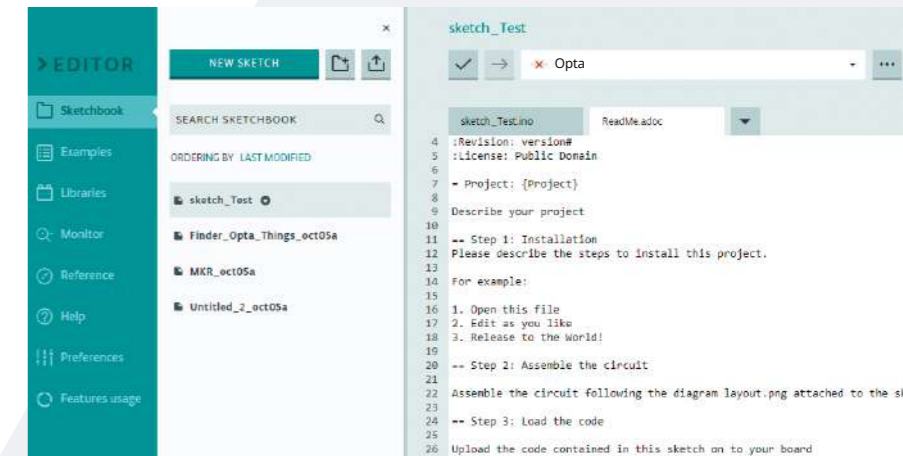 > EDITOR
Sketchbook
Examples
Libraries
Monitor
Reference
Help
Preferences
Features usage
×
NEW SKETCH
SEARCH SKETCHBOOK
ORDERING BY LAST MODIFIED
sketch_Test
Finder_Opta_Things_oct05a
MKR_oct05a
Untitled_2_oct05a
sketch_Test
Opta
sketch_Test.ino ReadMe.adoc
4 :Revision: version#
5 :License: Public Domain
6
7 = Project: {Project}
8
9 Describe your project
10
11 == Step 1: Installation
12 Please describe the steps to install this project.
13
14 For example:
15
16 1. Open this file
17 2. Edit as you like
18 3. Release to the World!
19
20 == Step 2: Assemble the circuit
21
22 Assemble the circuit following the diagram layout.png attached to the sk
23
24 == Step 3: Load the code
25
26 Upload the code contained in this sketch on to your board